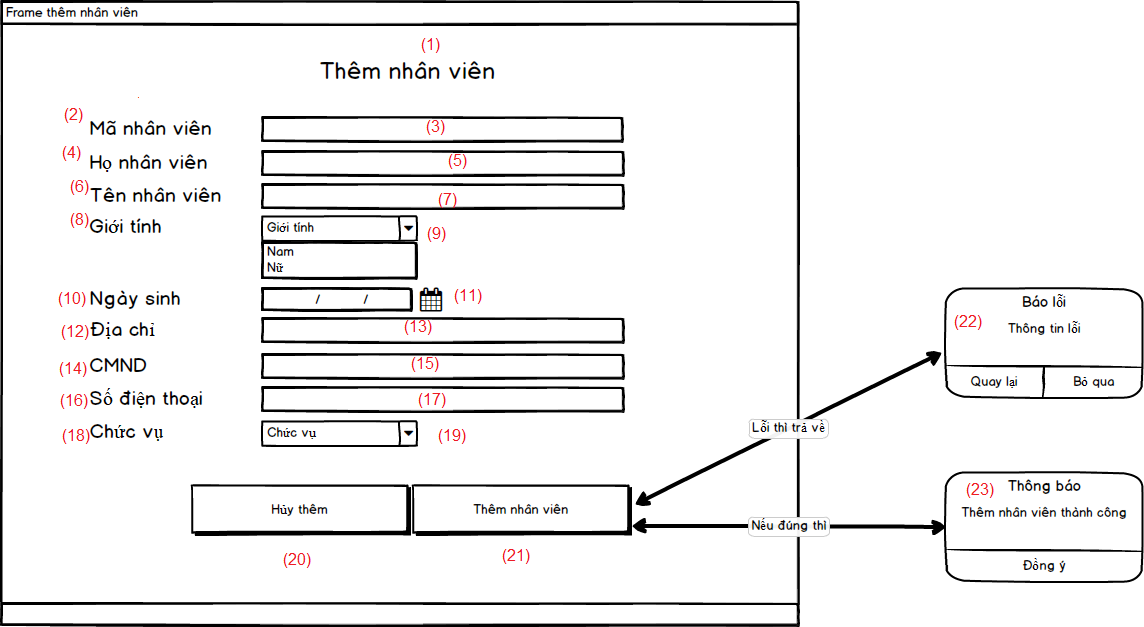 Frame thêm nhân viên
(1)
Thêm nhân viên
(2) Mã nhân viên (3)
(4) Họ nhân viên (5)
(6) Tên nhân viên (7)
(8) Giới tính Giới tính (9)
Nam
Nữ
(10) Ngày sinh / / (11)
(12) Địa chỉ (13)
(14) CMND (15)
(16) Số điện thoại (17)
(18) Chức vụ Chức vụ (19)
Hủy thêm Thêm nhân viên
(20) (21)
Báo lỗi
(22) Thông tin lỗi
Quay lại Bỏ qua
Lỗi thì trả về
(23) Thông báo
Thêm nhân viên thành công
Đồng ý
Nếu đúng thì